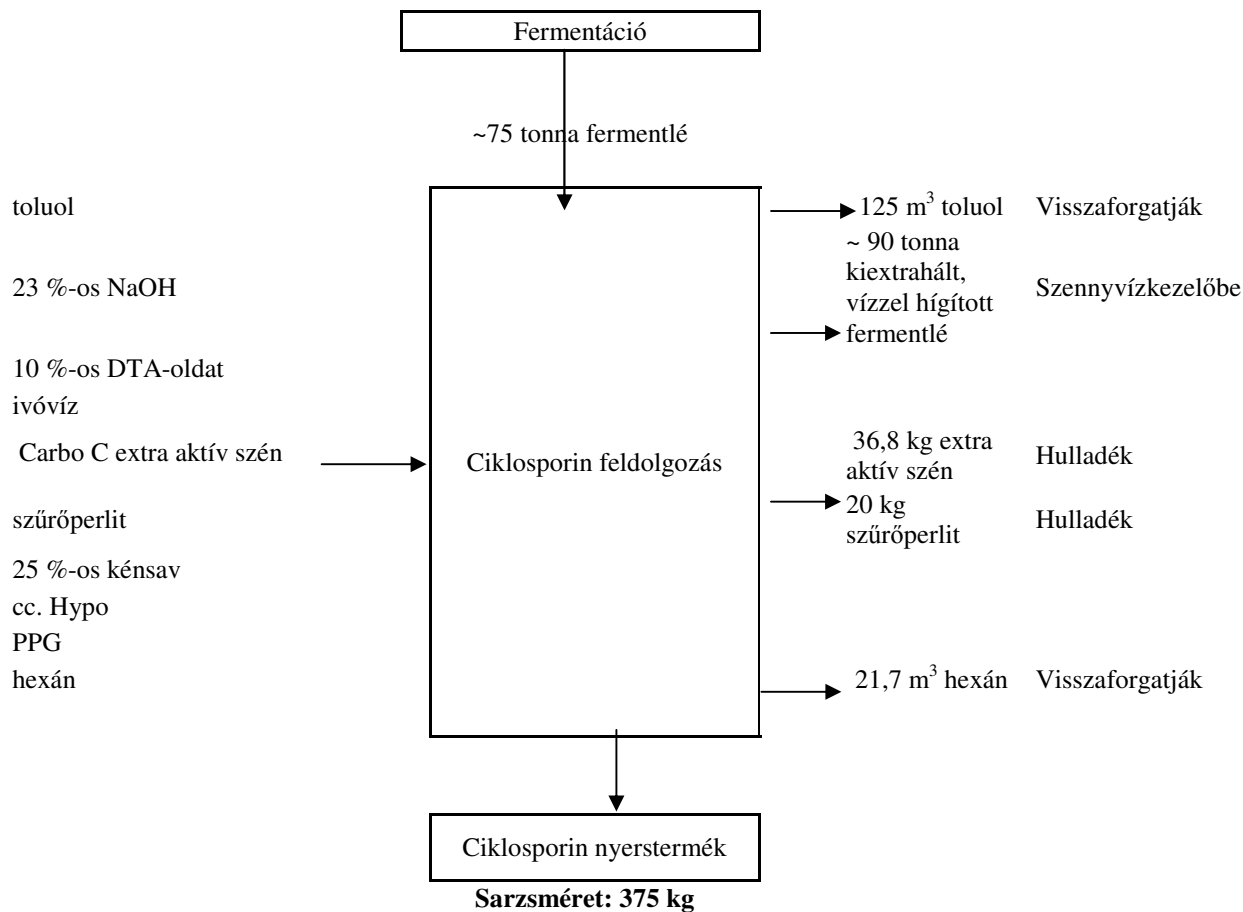 Fermentáció
~75 tonna fermentlé
toluol
125 m³ toluol Visszaforgatják
23 %-os NaOH
~ 90 tonna
kiextrahált,
vízzel hígított
fermentlé
Szennyvízkezelőbe
10 %-os DTA-oldat
ivóvíz
Carbo C extra aktív szén
Ciklosporin feldolgozás
36,8 kg extra
aktív szén
Hulladék
szűrőperlit
20 kg
szűrőperlit
Hulladék
25 %-os kénsav
cc. Hypo
PPG
hexán
21,7 m³ hexán Visszaforgatják
Ciklosporin nyerstermék
Sarzsméret: 375 kg